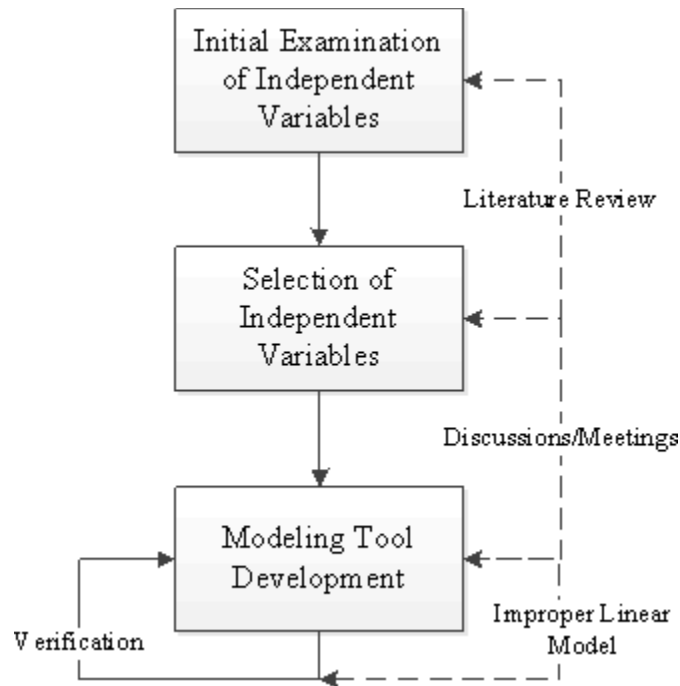 Initial Examination
of Independent
Variables
Literature Review
Selection of
Independent
Variables
Discussions/Meetings
Modeling Tool
Development
Verification
Improper Linear
Model